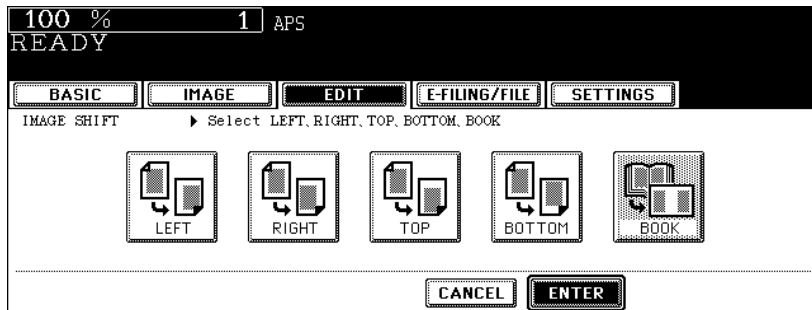 100 % 1 APS
READY
BASIC IMAGE EDIT E-FILING/FILE SETTINGS
IMAGE SHIFT ▶ Select LEFT, RIGHT, TOP, BOTTOM, BOOK
LEFT RIGHT TOP BOTTOM BOOK
CANCEL ENTER